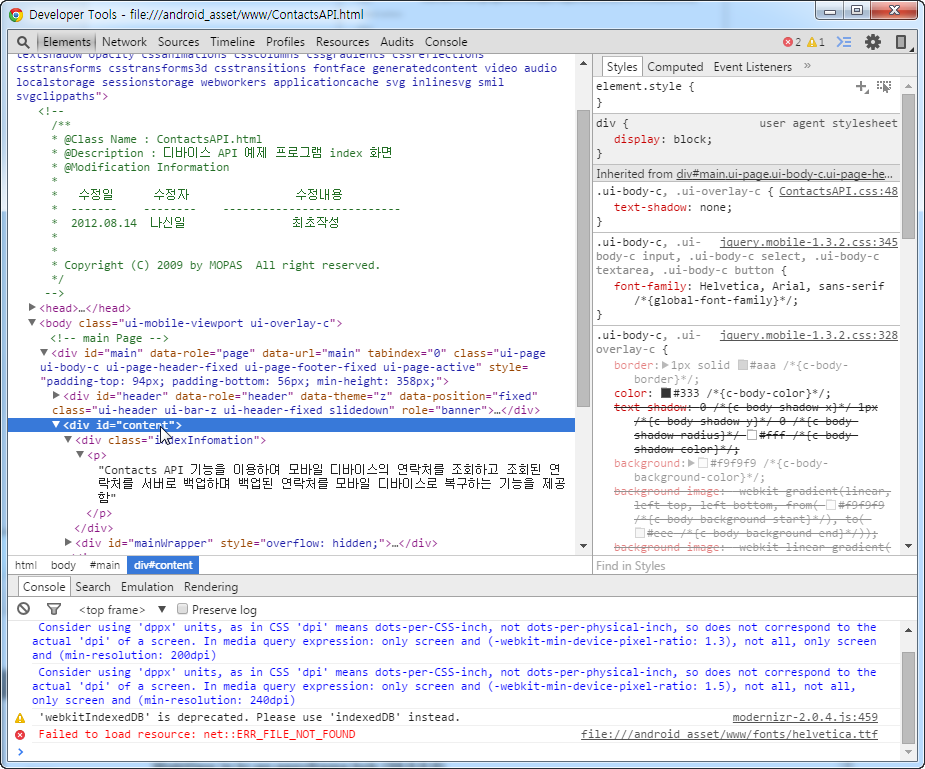 Developer Tools - file:///android_asset/www/ContactsAPI.html
Elements Network Sources Timeline Profiles Resources Audits Console
2 1
textshadow opacity cssanimations csscolumns cssgradients cssreflections
csstransforms csstransforms3d csstransitions fontface generatedcontent video audio
localstorage sessionstorage webworkers applicationcache svg inlinesvg smil
svgclippaths">
<!--
/**
* @Class Name : ContactsAPI.html
* @Description : 디바이스 API 예제 프로그램 index 화면
* @Modification Information
*
* 수정일 수정자 수정내용
* ------- -------- ---------------------------
* 2012.08.14 나신일 최초작성
*
*
* Copyright (C) 2009 by MOPAS All right reserved.
*/
-->
▶<head>…</head>
▼<body class="ui-mobile-viewport ui-overlay-c">
<!-- main Page -->
▼<div id="main" data-role="page" data-url="main" tabindex="0" class="ui-page
ui-body-c ui-page-header-fixed ui-page-footer-fixed ui-page-active" style=
"padding-top: 94px; padding-bottom: 56px; min-height: 358px;">
▶<div id="header" data-role="header" data-theme="z" data-position="fixed"
class="ui-header ui-bar-z ui-header-fixed slidedown" role="banner">…</div>
▼<div id="content">
▼<div class="indexInfomation">
▼<p>
"Contacts API 기능을 이용하며 모바일 디바이스의 연락처를 조회하고 조회된 연
락처를 서버로 백업하며 백업된 연락처를 모바일 디바이스로 복구하는 기능을 제공
함"
</p>
</div>
▶<div id="mainWrapper" style="overflow: hidden;">…</div>
html body #main div#content
Styles Computed Event Listeners »
element.style {
}
div { user agent stylesheet
display: block;
}
Inherited from div#main.ui-page.ui-body-c.ui-page-he…
.ui-body-c, .ui-overlay-c { ContactsAPI.css:48
text-shadow: none;
}
.ui-body-c, .ui- jquery.mobile-1.3.2.css:345
body-c input, .ui-body-c select, .ui-body-c
textarea, .ui-body-c button {
font-family: Helvetica, Arial, sans-serif
/*{global-font-family}*/;
}
.ui-body-c, .ui- jquery.mobile-1.3.2.css:328
overlay-c {
border:▶1px solid #aaa /*{c-body-
border}*/;
color: #333 /*{c-body-color}*/;
text-shadow: 0 /*{c-body-shadow-x}*/ 1px
/*{c-body-shadow-y}*/ 0 /*{c-body-
shadow-radius}*/ #fff /*{c-body-
shadow-color}*/;
background:▶#f9f9f9 /*{c-body-
background-color}*/;
background-image: -webkit-gradient(linear,
left top, left bottom, from( #f9f9f9
/*{c-body-background-start}*/), to(
#eee /*{c-body-background-end}*/));
background-image: -webkit-linear-gradient(
Find in Styles
Console Search Emulation Rendering
<top frame> ▼ Preserve log
Consider using 'dppx' units, as in CSS 'dpi' means dots-per-CSS-inch, not dots-per-physical-inch, so does not correspond to the
actual 'dpi' of a screen. In media query expression: only screen and (-webkit-min-device-pixel-ratio: 1.3), not all, only screen
and (min-resolution: 200dpi)
Consider using 'dppx' units, as in CSS 'dpi' means dots-per-CSS-inch, not dots-per-physical-inch, so does not correspond to the
actual 'dpi' of a screen. In media query expression: only screen and (-webkit-min-device-pixel-ratio: 1.5), not all, not all,
only screen and (min-resolution: 240dpi)
'webkitIndexedDB' is deprecated. Please use 'indexedDB' instead. modernizr-2.0.4.js:459
Failed to load resource: net::ERR_FILE_NOT_FOUND file:///android_asset/www/fonts/helvetica.ttf
>